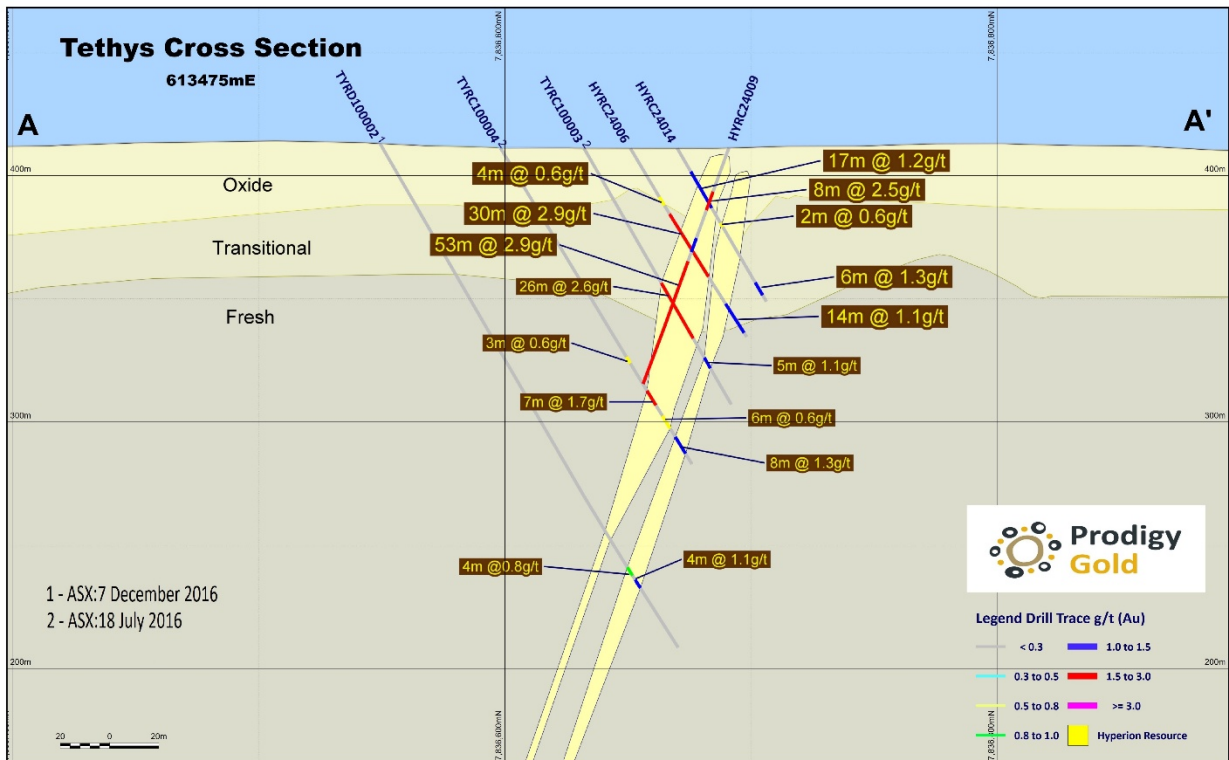 Tethys Cross Section
613475mE
A
A'
TYRD100002 1
TYRC100004 2
TYRC100003 2
HYRC24006
HYRC24014
HYRC24009
7,838,600mN
7,838,800mN
400m
400m
Oxide
Transitional
Fresh
4m @ 0.6g/t
30m @ 2.9g/t
53m @ 2.9g/t
26m @ 2.6g/t
3m @ 0.6g/t
7m @ 1.7g/t
17m @ 1.2g/t
8m @ 2.5g/t
2m @ 0.6g/t
6m @ 1.3g/t
14m @ 1.1g/t
5m @ 1.1g/t
6m @ 0.6g/t
8m @ 1.3g/t
300m
300m
4m @0.8g/t
4m @ 1.1g/t
1 - ASX:7 December 2016
2 - ASX:18 July 2016
200m
200m
20 0 20m
7,838,600mN
7,838,800mN
Prodigy
Gold
Legend Drill Trace g/t (Au)
< 0.3
1.0 to 1.5
0.3 to 0.5
1.5 to 3.0
0.5 to 0.8
>= 3.0
0.8 to 1.0
Hyperion Resource